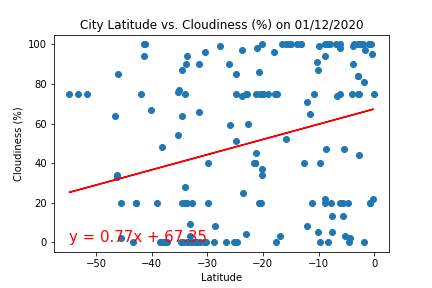 City Latitude vs. Cloudiness (%) on 01/12/2020
100
80
60
40
20
0
Cloudiness (%)
y = 0.77x + 67.35
−50 −40 −30 −20 −10 0
Latitude